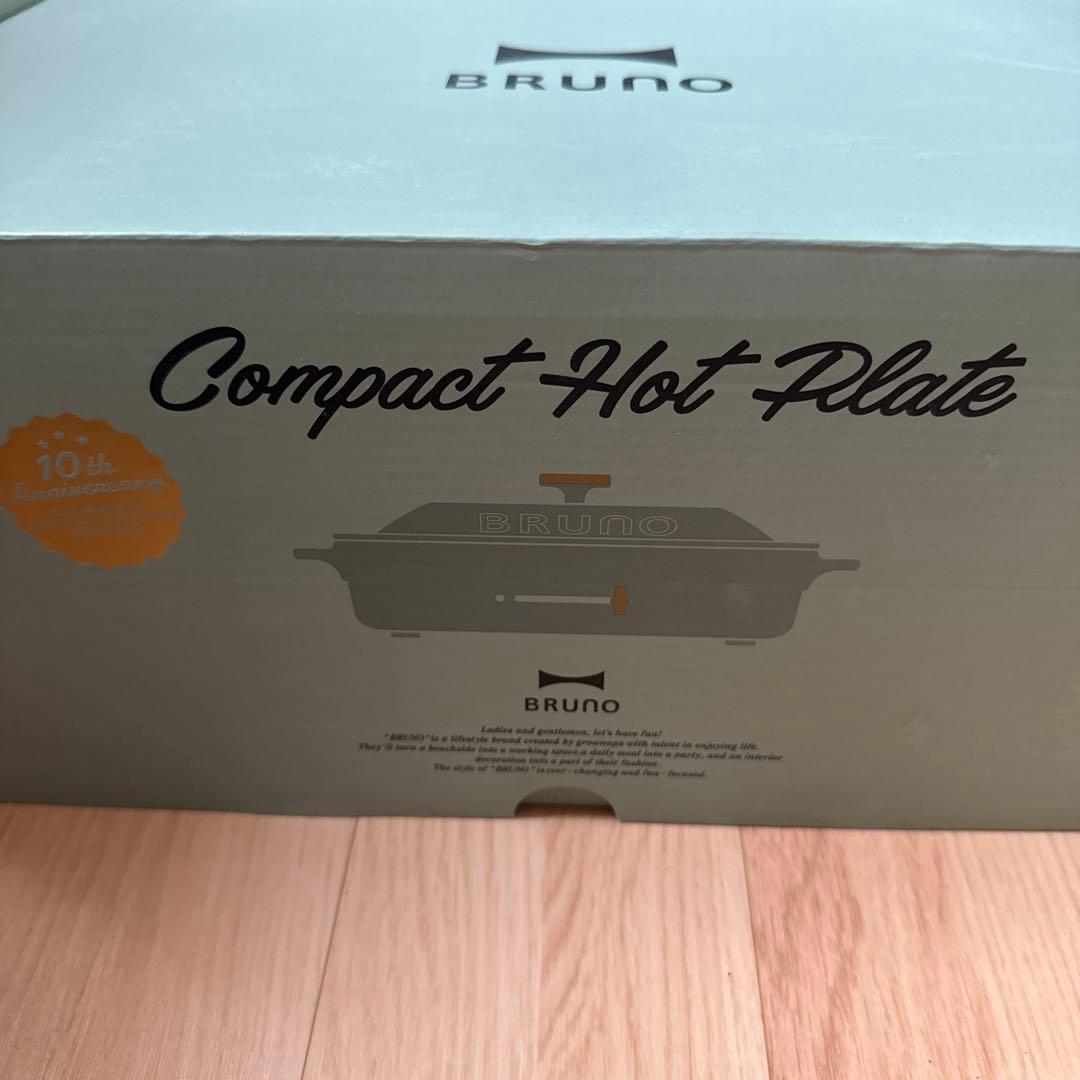 BRUNO
Compact Hot Plate
10th
Anniversary
BRUNO
BRUNO
Ladies and gentlemen, let's have fun!
"BRUNO" is a lifestyle brand created by grownups with talent in enjoying life.
They'll turn a beachside into a working space, a daily meal into a party, and an interior
decoration into a part of their fashion.
The style of "BRUNO" is ever - changing and fun - focused.